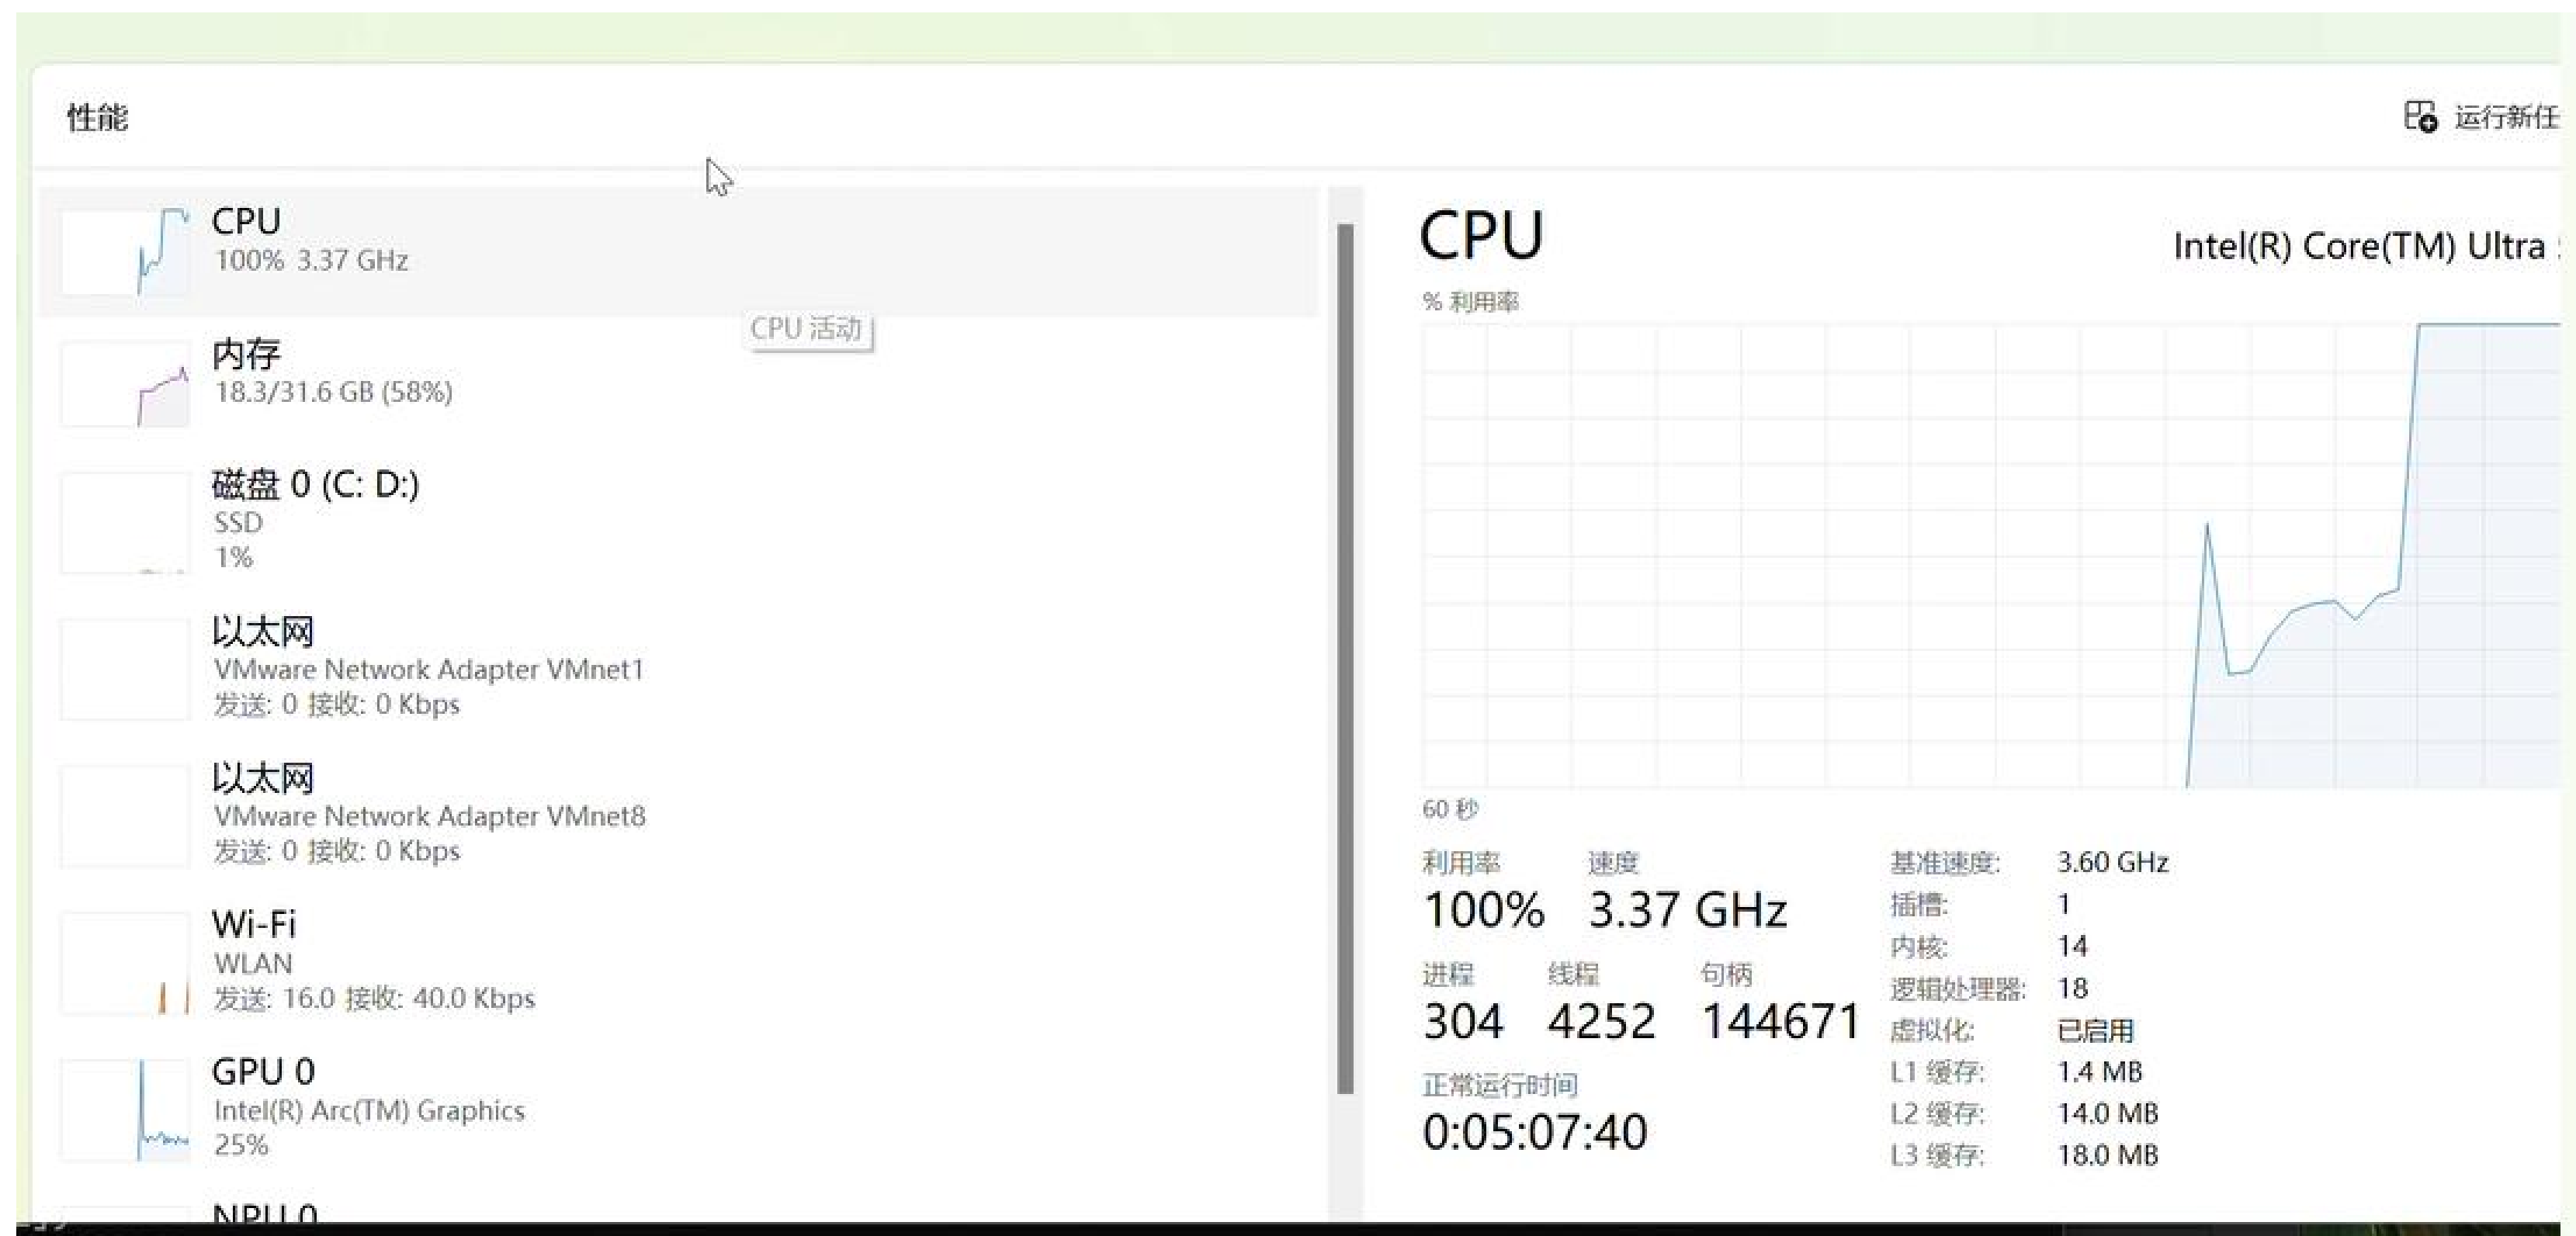 性能
运行新任
CPU
100% 3.37 GHz
CPU 活动
内存
18.3/31.6 GB (58%)
磁盘 0 (C: D:)
SSD
1%
以太网
VMware Network Adapter VMnet1
发送: 0 接收: 0 Kbps
以太网
VMware Network Adapter VMnet8
发送: 0 接收: 0 Kbps
Wi-Fi
WLAN
发送: 16.0 接收: 40.0 Kbps
GPU 0
Intel(R) Arc(TM) Graphics
25%
NPU 0
CPU
Intel(R) Core(TM) Ultra
% 利用率
60 秒
利用率 速度
100% 3.37 GHz
进程 线程 句柄
304 4252 144671
正常运行时间
0:05:07:40
基准速度: 3.60 GHz
插槽: 1
内核: 14
逻辑处理器: 18
虚拟化: 已启用
L1 缓存: 1.4 MB
L2 缓存: 14.0 MB
L3 缓存: 18.0 MB